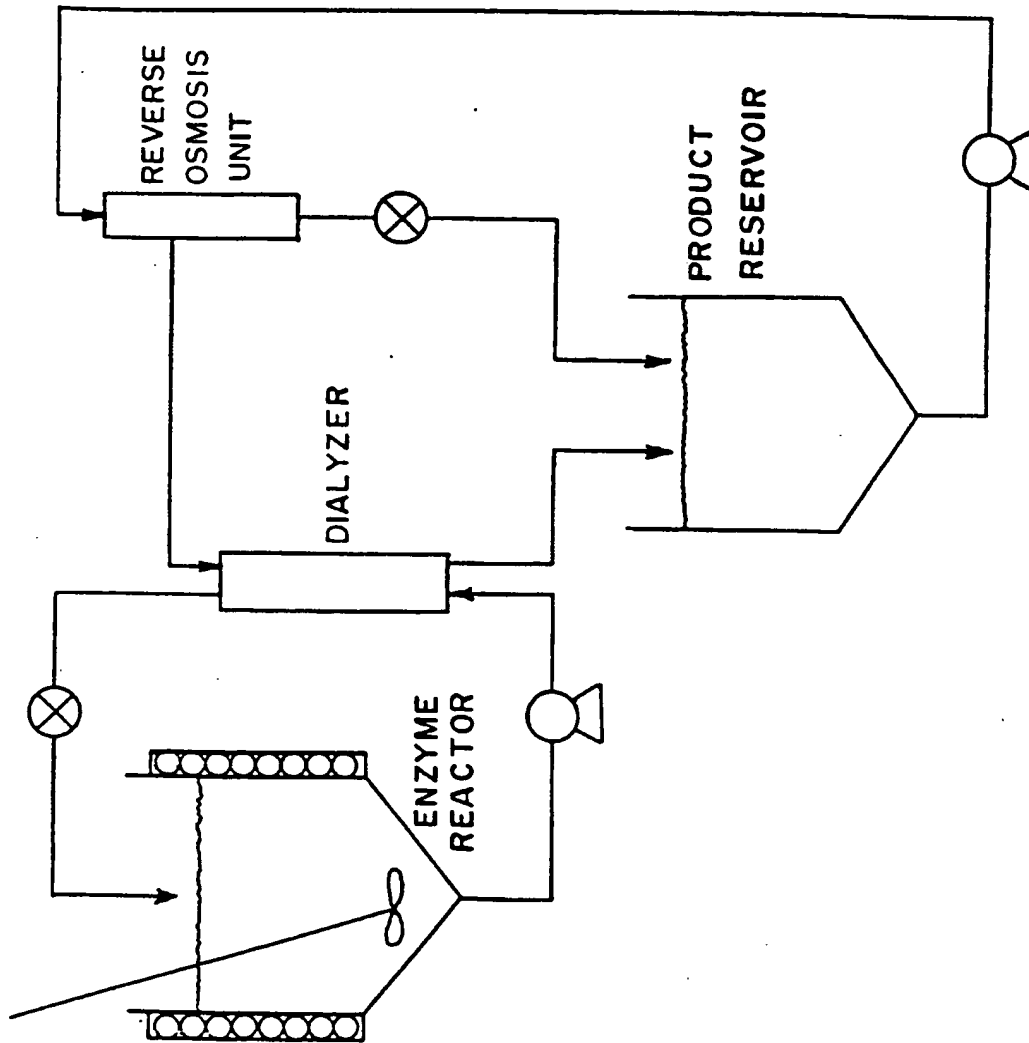 REVERSE
OSMOSIS
UNIT
DIALYZER
PRODUCT
RESERVOIR
ENZYME
REACTOR